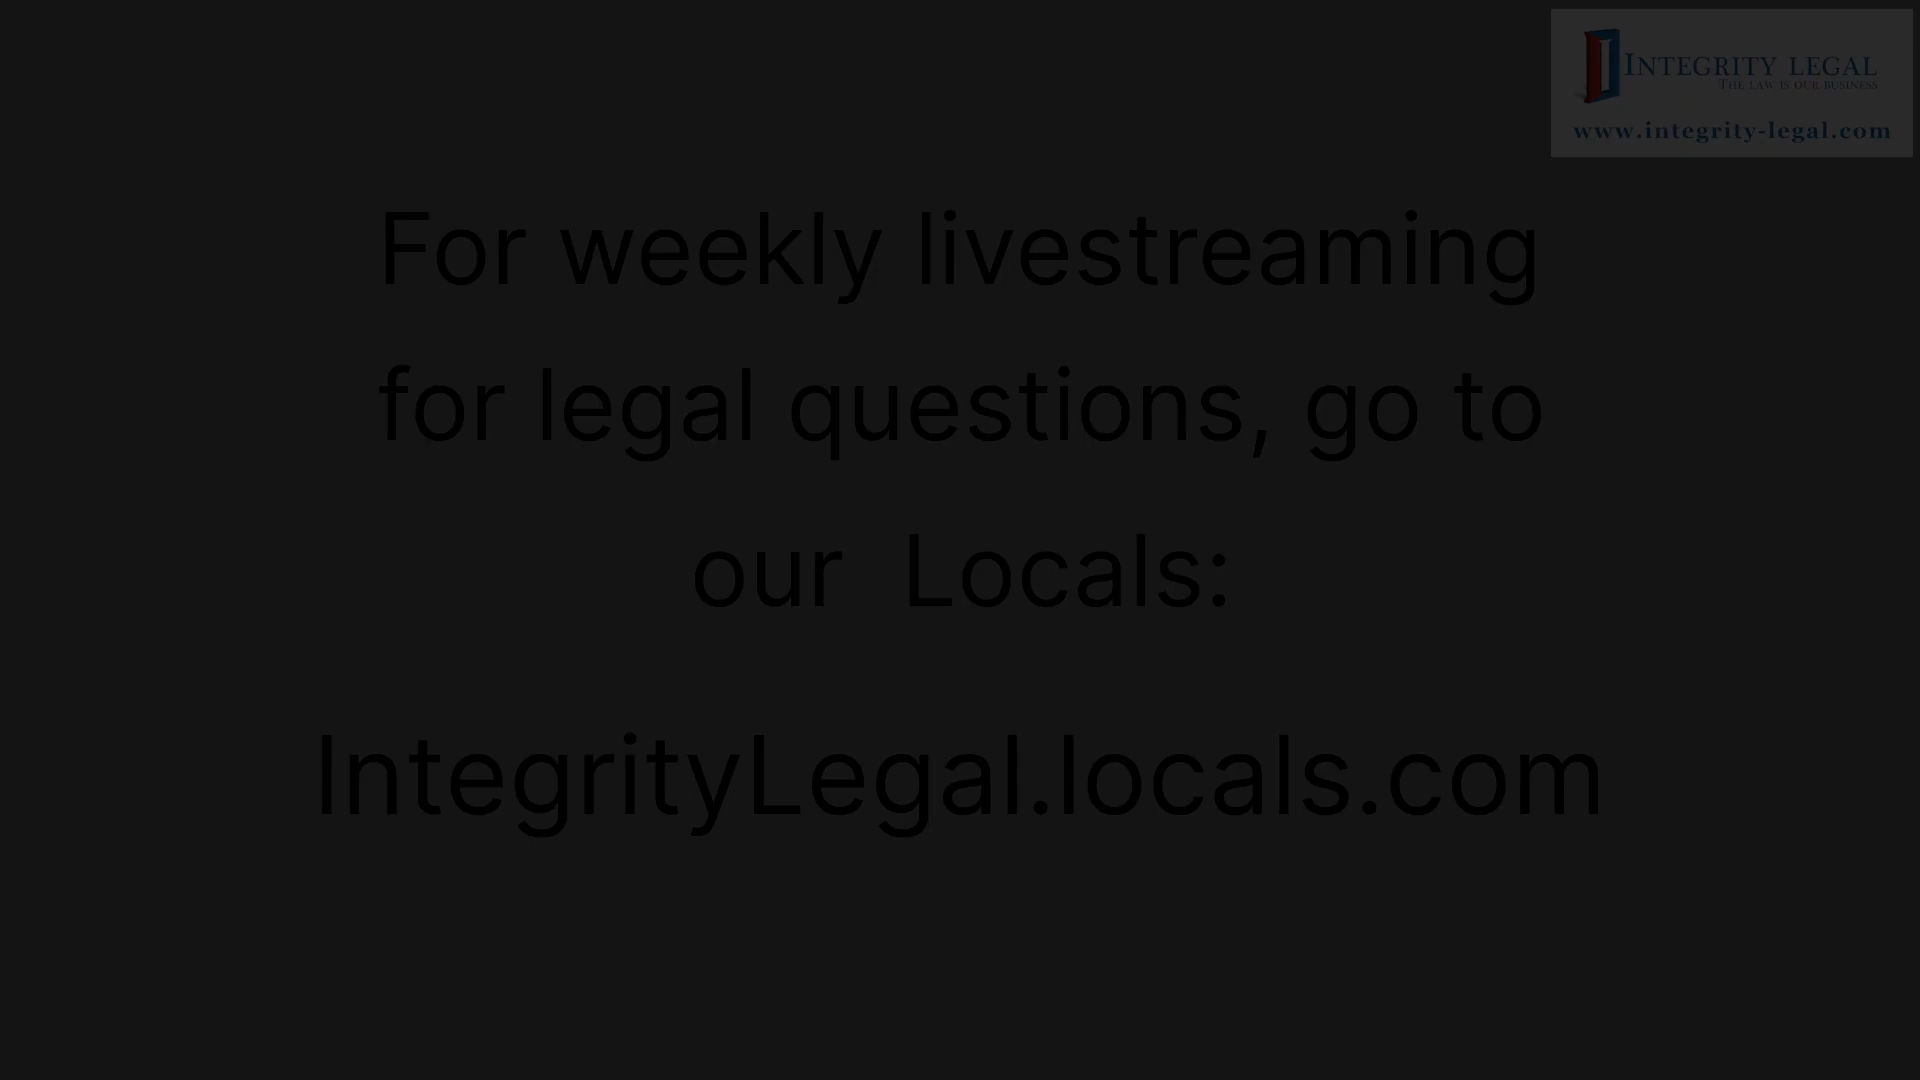 INTEGRITY LEGAL
THE LAW IS OUR BUSINESS
www.integrity-legal.com
For weekly livestreaming
for legal questions, go to
our Locals:
IntegrityLegal.locals.com